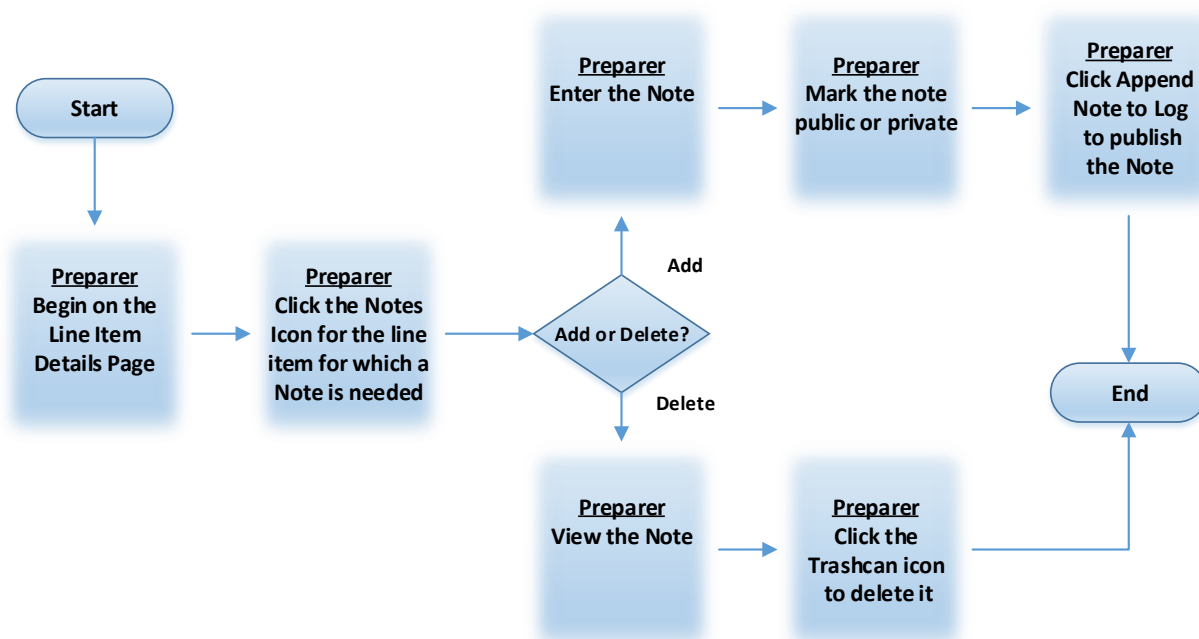 Start
Preparer
Begin on the
Line Item
Details Page
Preparer
Click the Notes
Icon for the line
item for which a
Note is needed
Add or Delete?
Add
Preparer
Enter the Note
Preparer
Mark the note
public or private
Preparer
Click Append
Note to Log
to publish
the Note
Delete
Preparer
View the Note
Preparer
Click the
Trashcan icon
to delete it
End